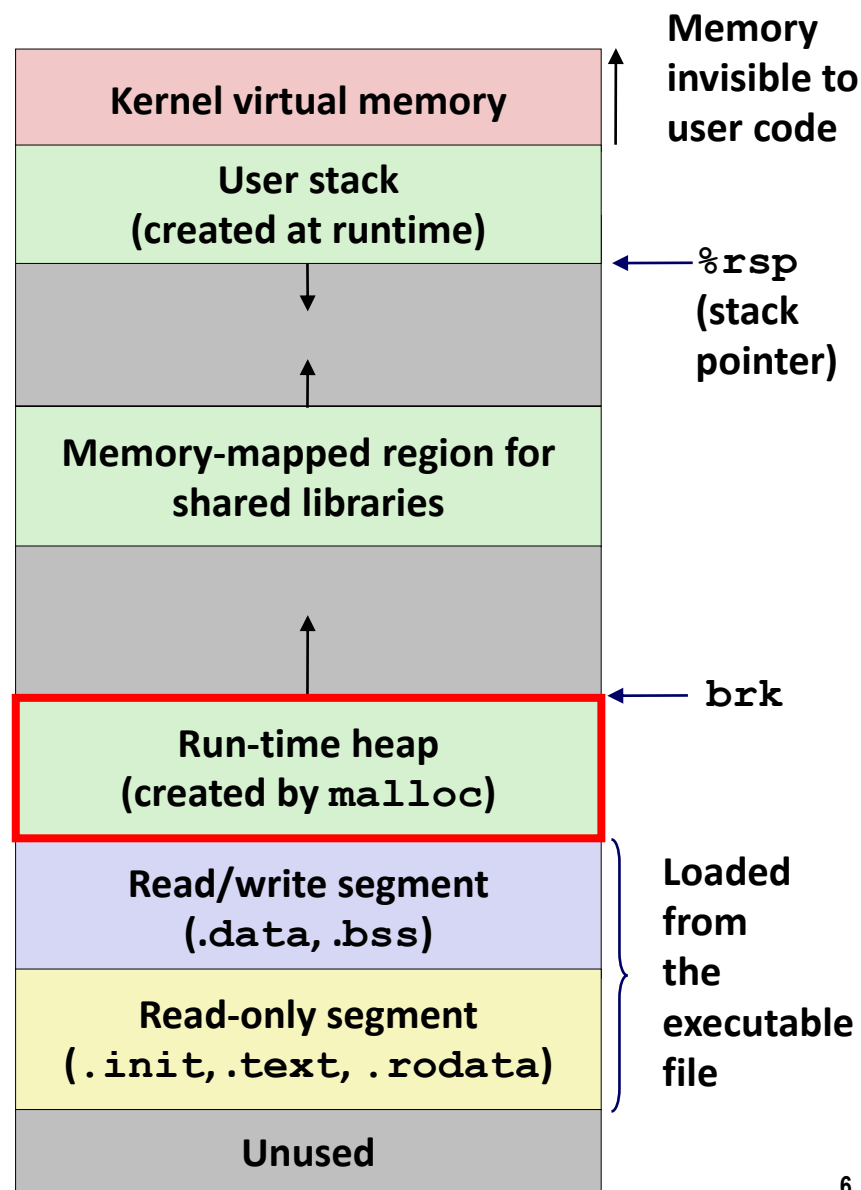 Memory
invisible to
user code
Kernel virtual memory
User stack
(created at runtime)
%rsp
(stack
pointer)
Memory-mapped region for
shared libraries
brk
Run-time heap
(created by malloc)
Read/write segment
(.data, .bss)
Read-only segment
(.init, .text, .rodata)
Loaded
from
the
executable
file
Unused
6